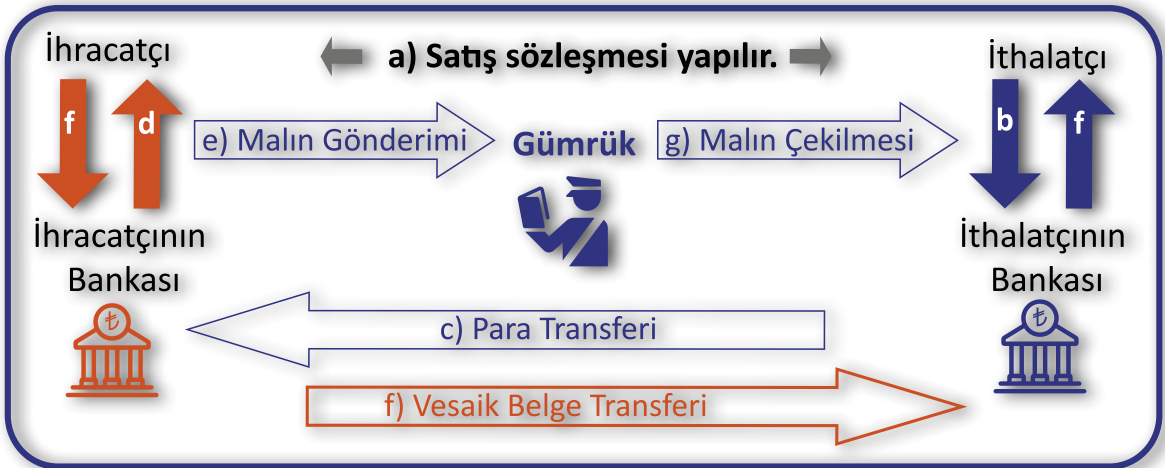 İhracatçı
a) Satış sözleşmesi yapılır.
İthalatçı
f
d
e) Malın Gönderimi
Gümrük
g) Malın Çekilmesi
b
f
İhracatçının
Bankası
İthalatçının
Bankası
₺
₺
c) Para Transferi
f) Vesaik Belge Transferi